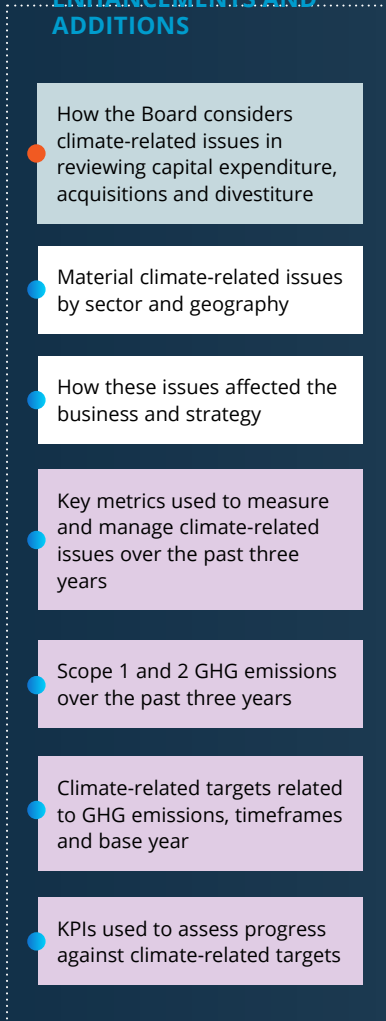 ENHANCEMENTS AND
ADDITIONS
How the Board considers
climate-related issues in
reviewing capital expenditure,
acquisitions and divestiture
Material climate-related issues
by sector and geography
How these issues affected the
business and strategy
Key metrics used to measure
and manage climate-related
issues over the past three
years
Scope 1 and 2 GHG emissions
over the past three years
Climate-related targets related
to GHG emissions, timeframes
and base year
KPIs used to assess progress
against climate-related targets